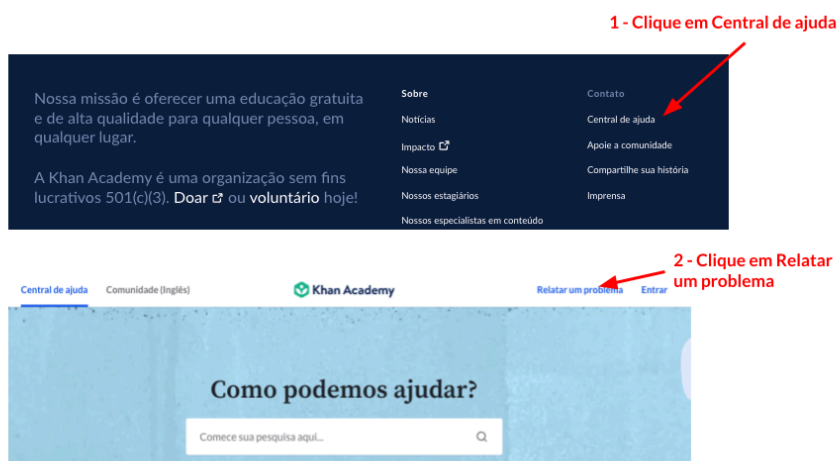 1 - Clique em Central de ajuda
Nossa missão é oferecer uma educação gratuita
e de alta qualidade para qualquer pessoa, em
qualquer lugar.
A Khan Academy é uma organização sem fins
lucrativos 501(c)(3). Doar ou voluntário hoje!
Sobre
Notícias
Impacto
Nossa equipe
Nossos estagiários
Nossos especialistas em conteúdo
Contato
Central de ajuda
Apoie a comunidade
Compartilhe sua história
Imprensa
2 - Clique em Relatar
um problema
Central de ajuda
Comunidade (Inglês)
Khan Academy
Relatar um problema
Entrar
Como podemos ajudar?
Comece sua pesquisa aqui...